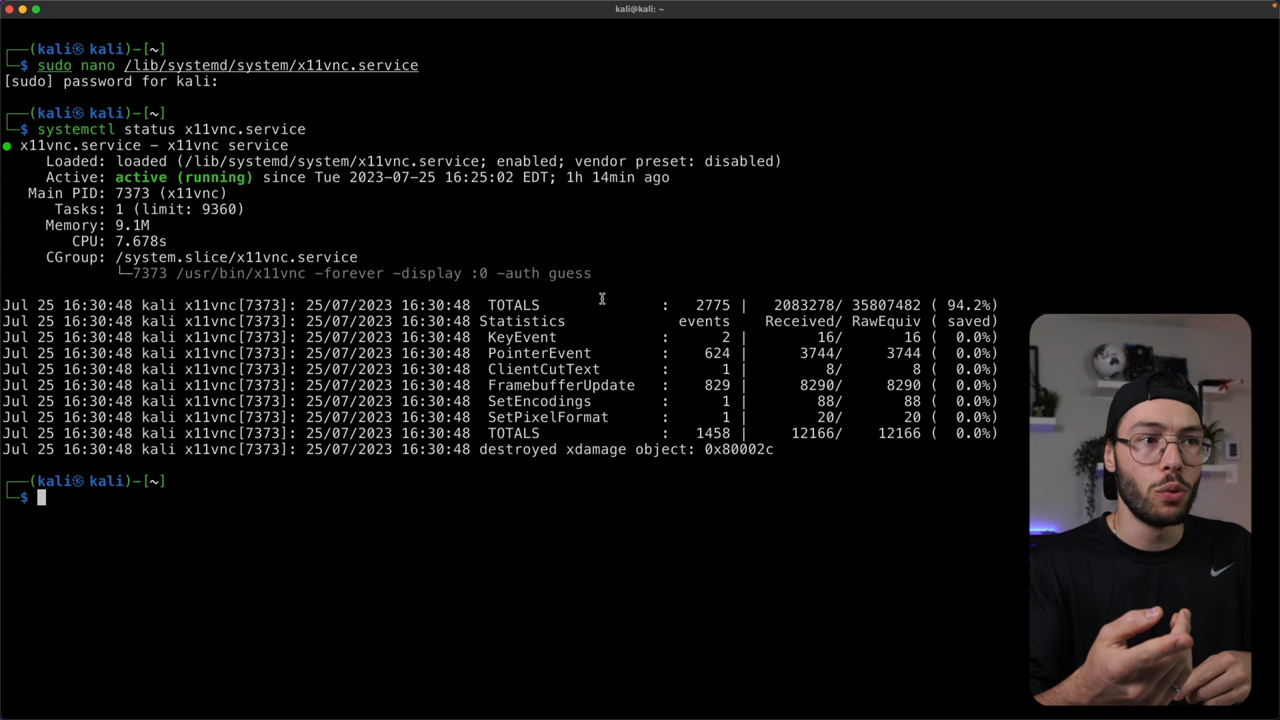 kali@kali: ~
┌──(kali㉿kali)-[~]
└─$ sudo nano /lib/systemd/system/x11vnc.service
[sudo] password for kali:
┌──(kali㉿kali)-[~]
└─$ systemctl status x11vnc.service
● x11vnc.service - x11vnc service
Loaded: loaded (/lib/systemd/system/x11vnc.service; enabled; vendor preset: disabled)
Active: active (running) since Tue 2023-07-25 16:25:02 EDT; 1h 14min ago
Main PID: 7373 (x11vnc)
Tasks: 1 (limit: 9360)
Memory: 9.1M
CPU: 7.678s
CGroup: /system.slice/x11vnc.service
└─7373 /usr/bin/x11vnc -forever -display :0 -auth guess
Jul 25 16:30:48 kali x11vnc[7373]: 25/07/2023 16:30:48  TOTALS              :   2775 |   2083278/ 35807482 ( 94.2%)
Jul 25 16:30:48 kali x11vnc[7373]: 25/07/2023 16:30:48 Statistics             events    Received/ RawEquiv ( saved)
Jul 25 16:30:48 kali x11vnc[7373]: 25/07/2023 16:30:48  KeyEvent            :      2 |        16/       16 (  0.0%)
Jul 25 16:30:48 kali x11vnc[7373]: 25/07/2023 16:30:48  PointerEvent        :    624 |      3744/     3744 (  0.0%)
Jul 25 16:30:48 kali x11vnc[7373]: 25/07/2023 16:30:48  ClientCutText       :      1 |         8/        8 (  0.0%)
Jul 25 16:30:48 kali x11vnc[7373]: 25/07/2023 16:30:48  FramebufferUpdate   :    829 |      8290/     8290 (  0.0%)
Jul 25 16:30:48 kali x11vnc[7373]: 25/07/2023 16:30:48  SetEncodings        :      1 |        88/       88 (  0.0%)
Jul 25 16:30:48 kali x11vnc[7373]: 25/07/2023 16:30:48  SetPixelFormat      :      1 |        20/       20 (  0.0%)
Jul 25 16:30:48 kali x11vnc[7373]: 25/07/2023 16:30:48  TOTALS              :   1458 |     12166/    12166 (  0.0%)
Jul 25 16:30:48 kali x11vnc[7373]: 25/07/2023 16:30:48 destroyed xdamage object: 0x80002c
┌──(kali㉿kali)-[~]
└─$